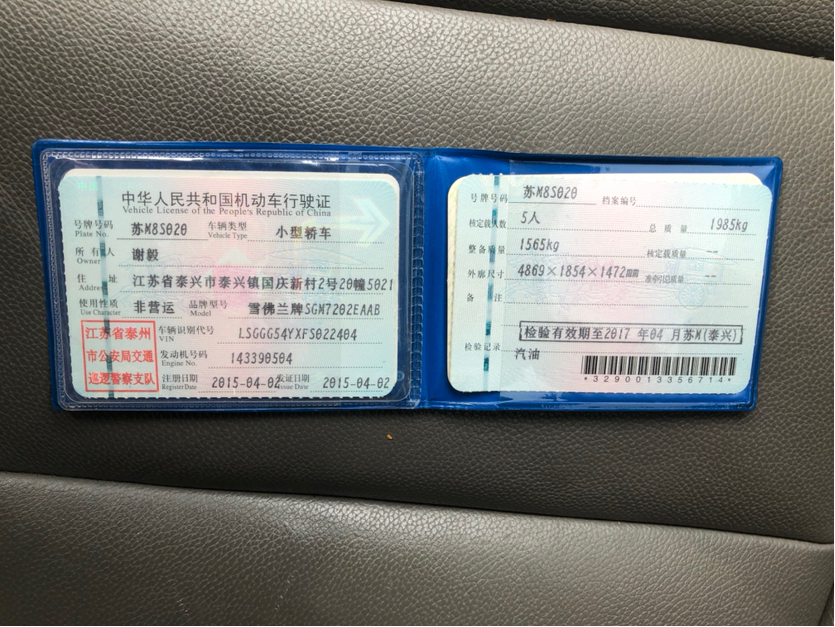 中华人民共和国机动车行驶证
Vehicle License of the People's Republic of China
号牌号码 Plate No. 苏M8S020 车辆类型 Vehicle Type 小型轿车
所有人 Owner 谢毅
住址 Address 江苏省泰兴市泰兴镇国庆新村2号20幢5021
使用性质 Use Character 非营运 品牌型号 Model 雪佛兰牌SGM7202EAAB
江苏省泰州
市公安局交通
巡逻警察支队
车辆识别代号 VIN LSGGG54YXFS022404
发动机号码 Engine No. 143390504
注册日期 Register Date 2015-04-02 发证日期 Issue Date 2015-04-02
号牌号码 苏M8S020 档案编号
核定载人数 5人 总质量 1985kg
整备质量 1565kg 核定载质量 --
外廓尺寸 4869×1854×1472mm 准牵引总质量 --
备注
检验有效期至2017 年04 月苏M(泰兴)
检验记录
汽油
*3290013356714*